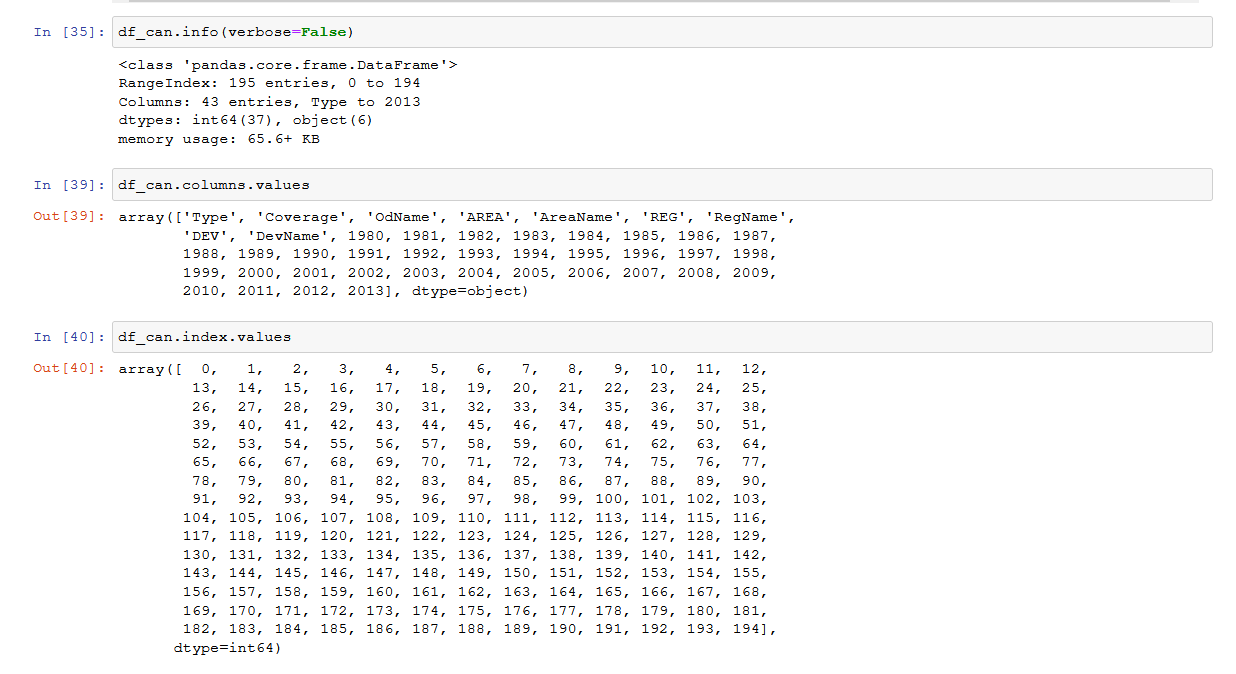 In [35]: df_can.info(verbose=False)
<class 'pandas.core.frame.DataFrame'>
RangeIndex: 195 entries, 0 to 194
Columns: 43 entries, Type to 2013
dtypes: int64(37), object(6)
memory usage: 65.6+ KB
In [39]: df_can.columns.values
Out[39]: array(['Type', 'Coverage', 'OdName', 'AREA', 'AreaName', 'REG', 'RegName',
'DEV', 'DevName', 1980, 1981, 1982, 1983, 1984, 1985, 1986, 1987,
1988, 1989, 1990, 1991, 1992, 1993, 1994, 1995, 1996, 1997, 1998,
1999, 2000, 2001, 2002, 2003, 2004, 2005, 2006, 2007, 2008, 2009,
2010, 2011, 2012, 2013], dtype=object)
In [40]: df_can.index.values
Out[40]: array([ 0, 1, 2, 3, 4, 5, 6, 7, 8, 9, 10, 11, 12,
13, 14, 15, 16, 17, 18, 19, 20, 21, 22, 23, 24, 25,
26, 27, 28, 29, 30, 31, 32, 33, 34, 35, 36, 37, 38,
39, 40, 41, 42, 43, 44, 45, 46, 47, 48, 49, 50, 51,
52, 53, 54, 55, 56, 57, 58, 59, 60, 61, 62, 63, 64,
65, 66, 67, 68, 69, 70, 71, 72, 73, 74, 75, 76, 77,
78, 79, 80, 81, 82, 83, 84, 85, 86, 87, 88, 89, 90,
91, 92, 93, 94, 95, 96, 97, 98, 99, 100, 101, 102, 103,
104, 105, 106, 107, 108, 109, 110, 111, 112, 113, 114, 115, 116,
117, 118, 119, 120, 121, 122, 123, 124, 125, 126, 127, 128, 129,
130, 131, 132, 133, 134, 135, 136, 137, 138, 139, 140, 141, 142,
143, 144, 145, 146, 147, 148, 149, 150, 151, 152, 153, 154, 155,
156, 157, 158, 159, 160, 161, 162, 163, 164, 165, 166, 167, 168,
169, 170, 171, 172, 173, 174, 175, 176, 177, 178, 179, 180, 181,
182, 183, 184, 185, 186, 187, 188, 189, 190, 191, 192, 193, 194],
dtype=int64)